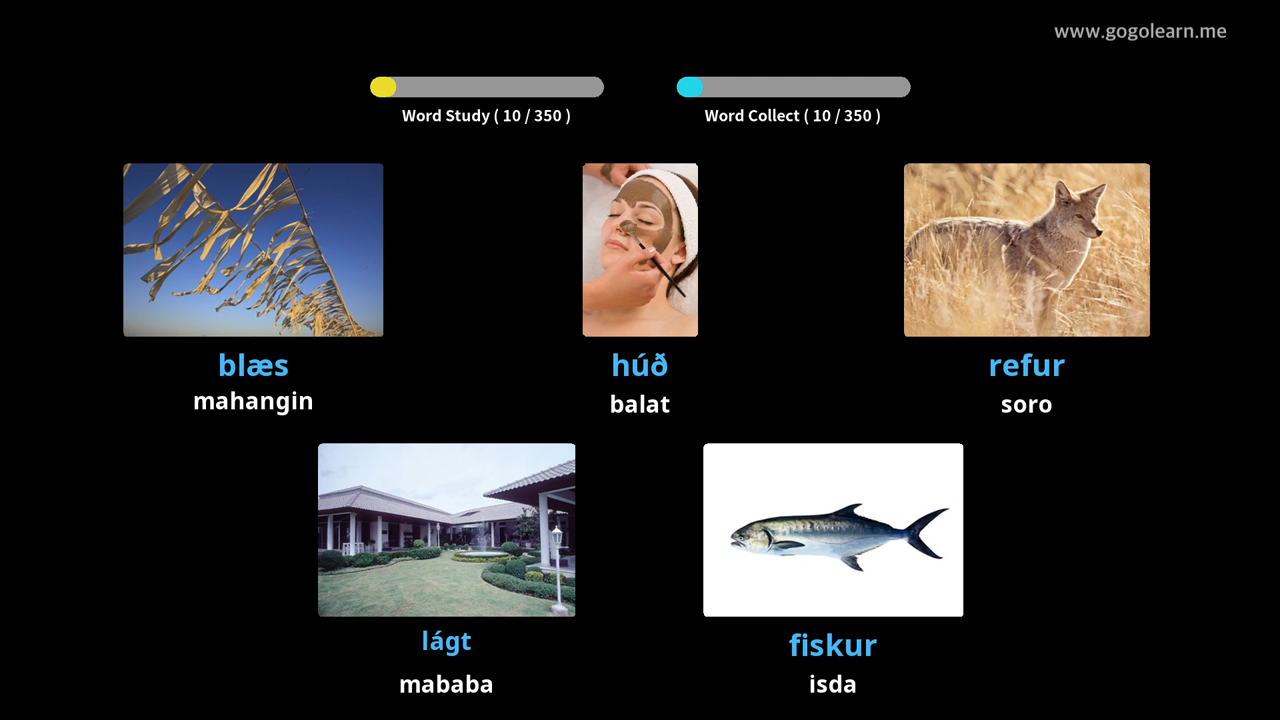 www.gogolearn.me
Word Study ( 10 / 350 )
Word Collect ( 10 / 350 )
blæs
mahangin
húð
balat
refur
soro
lágt
mababa
fiskur
isda